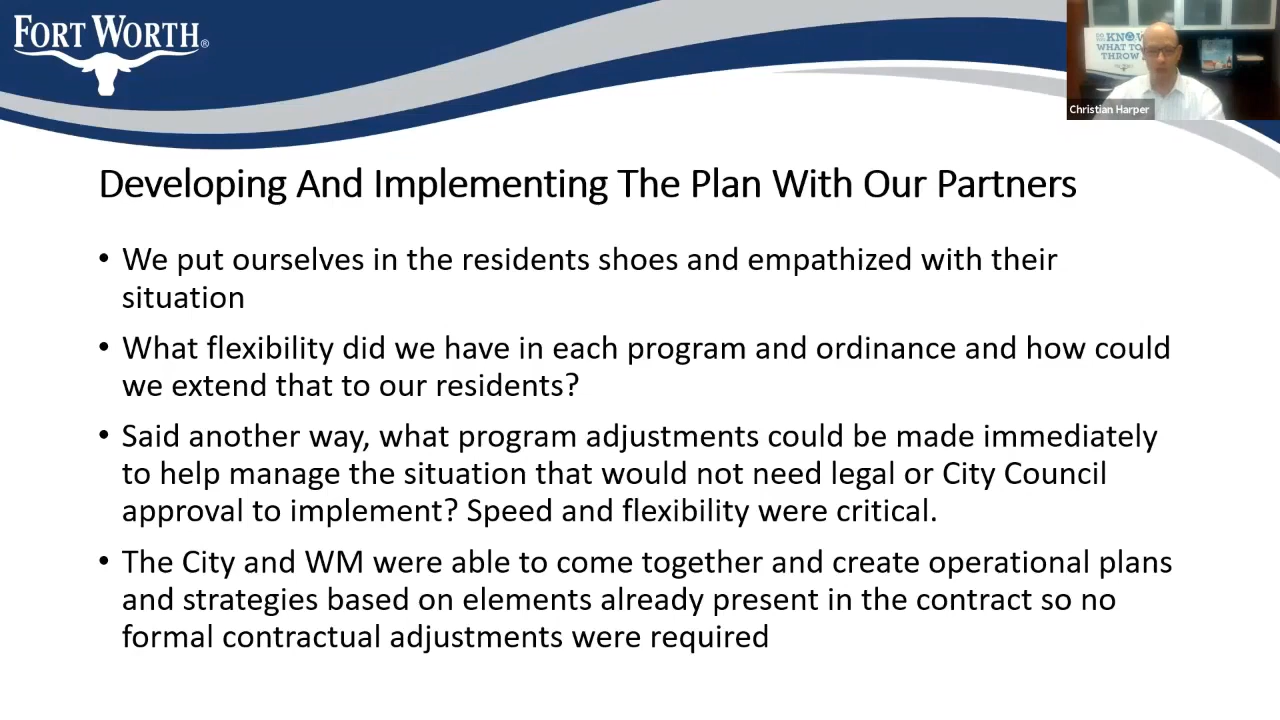 FORT WORTH®
KNOW
WHAT TO
THROW
Christian Harper
Developing And Implementing The Plan With Our Partners
• We put ourselves in the residents shoes and empathized with their
situation
• What flexibility did we have in each program and ordinance and how could
we extend that to our residents?
• Said another way, what program adjustments could be made immediately
to help manage the situation that would not need legal or City Council
approval to implement? Speed and flexibility were critical.
• The City and WM were able to come together and create operational plans
and strategies based on elements already present in the contract so no
formal contractual adjustments were required